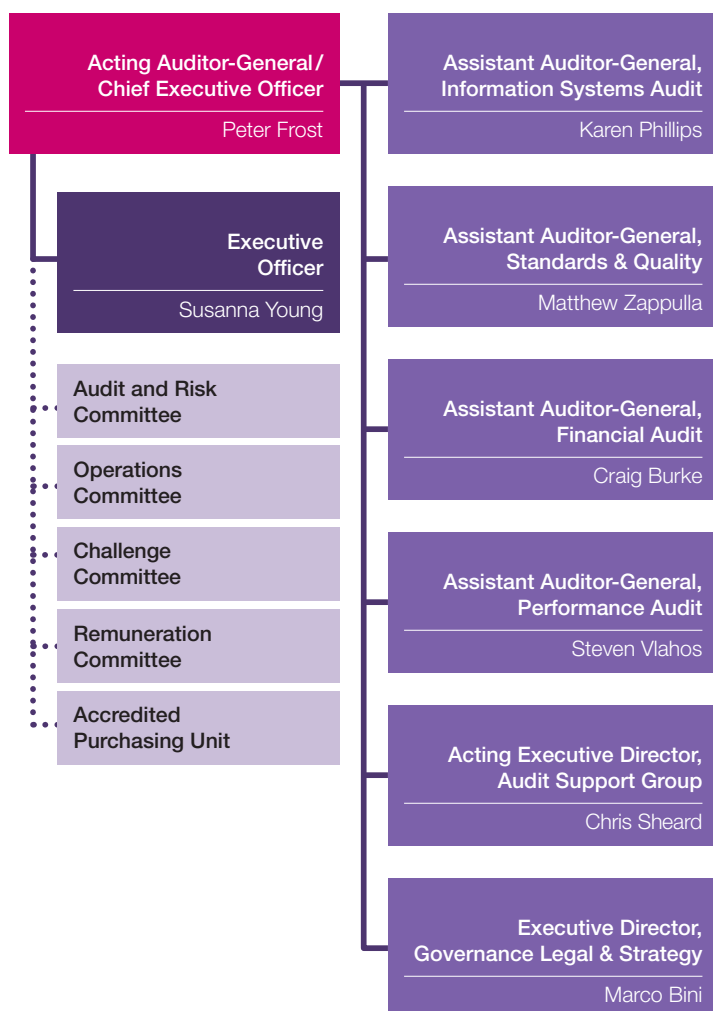 Acting Auditor-General/
Chief Executive Officer
Peter Frost
Executive
Officer
Susanna Young
Audit and Risk
Committee
Operations
Committee
Challenge
Committee
Remuneration
Committee
Accredited
Purchasing Unit
Assistant Auditor-General,
Information Systems Audit
Karen Phillips
Assistant Auditor-General,
Standards & Quality
Matthew Zappulla
Assistant Auditor-General,
Financial Audit
Craig Burke
Assistant Auditor-General,
Performance Audit
Steven Vlahos
Acting Executive Director,
Audit Support Group
Chris Sheard
Executive Director,
Governance Legal & Strategy
Marco Bini